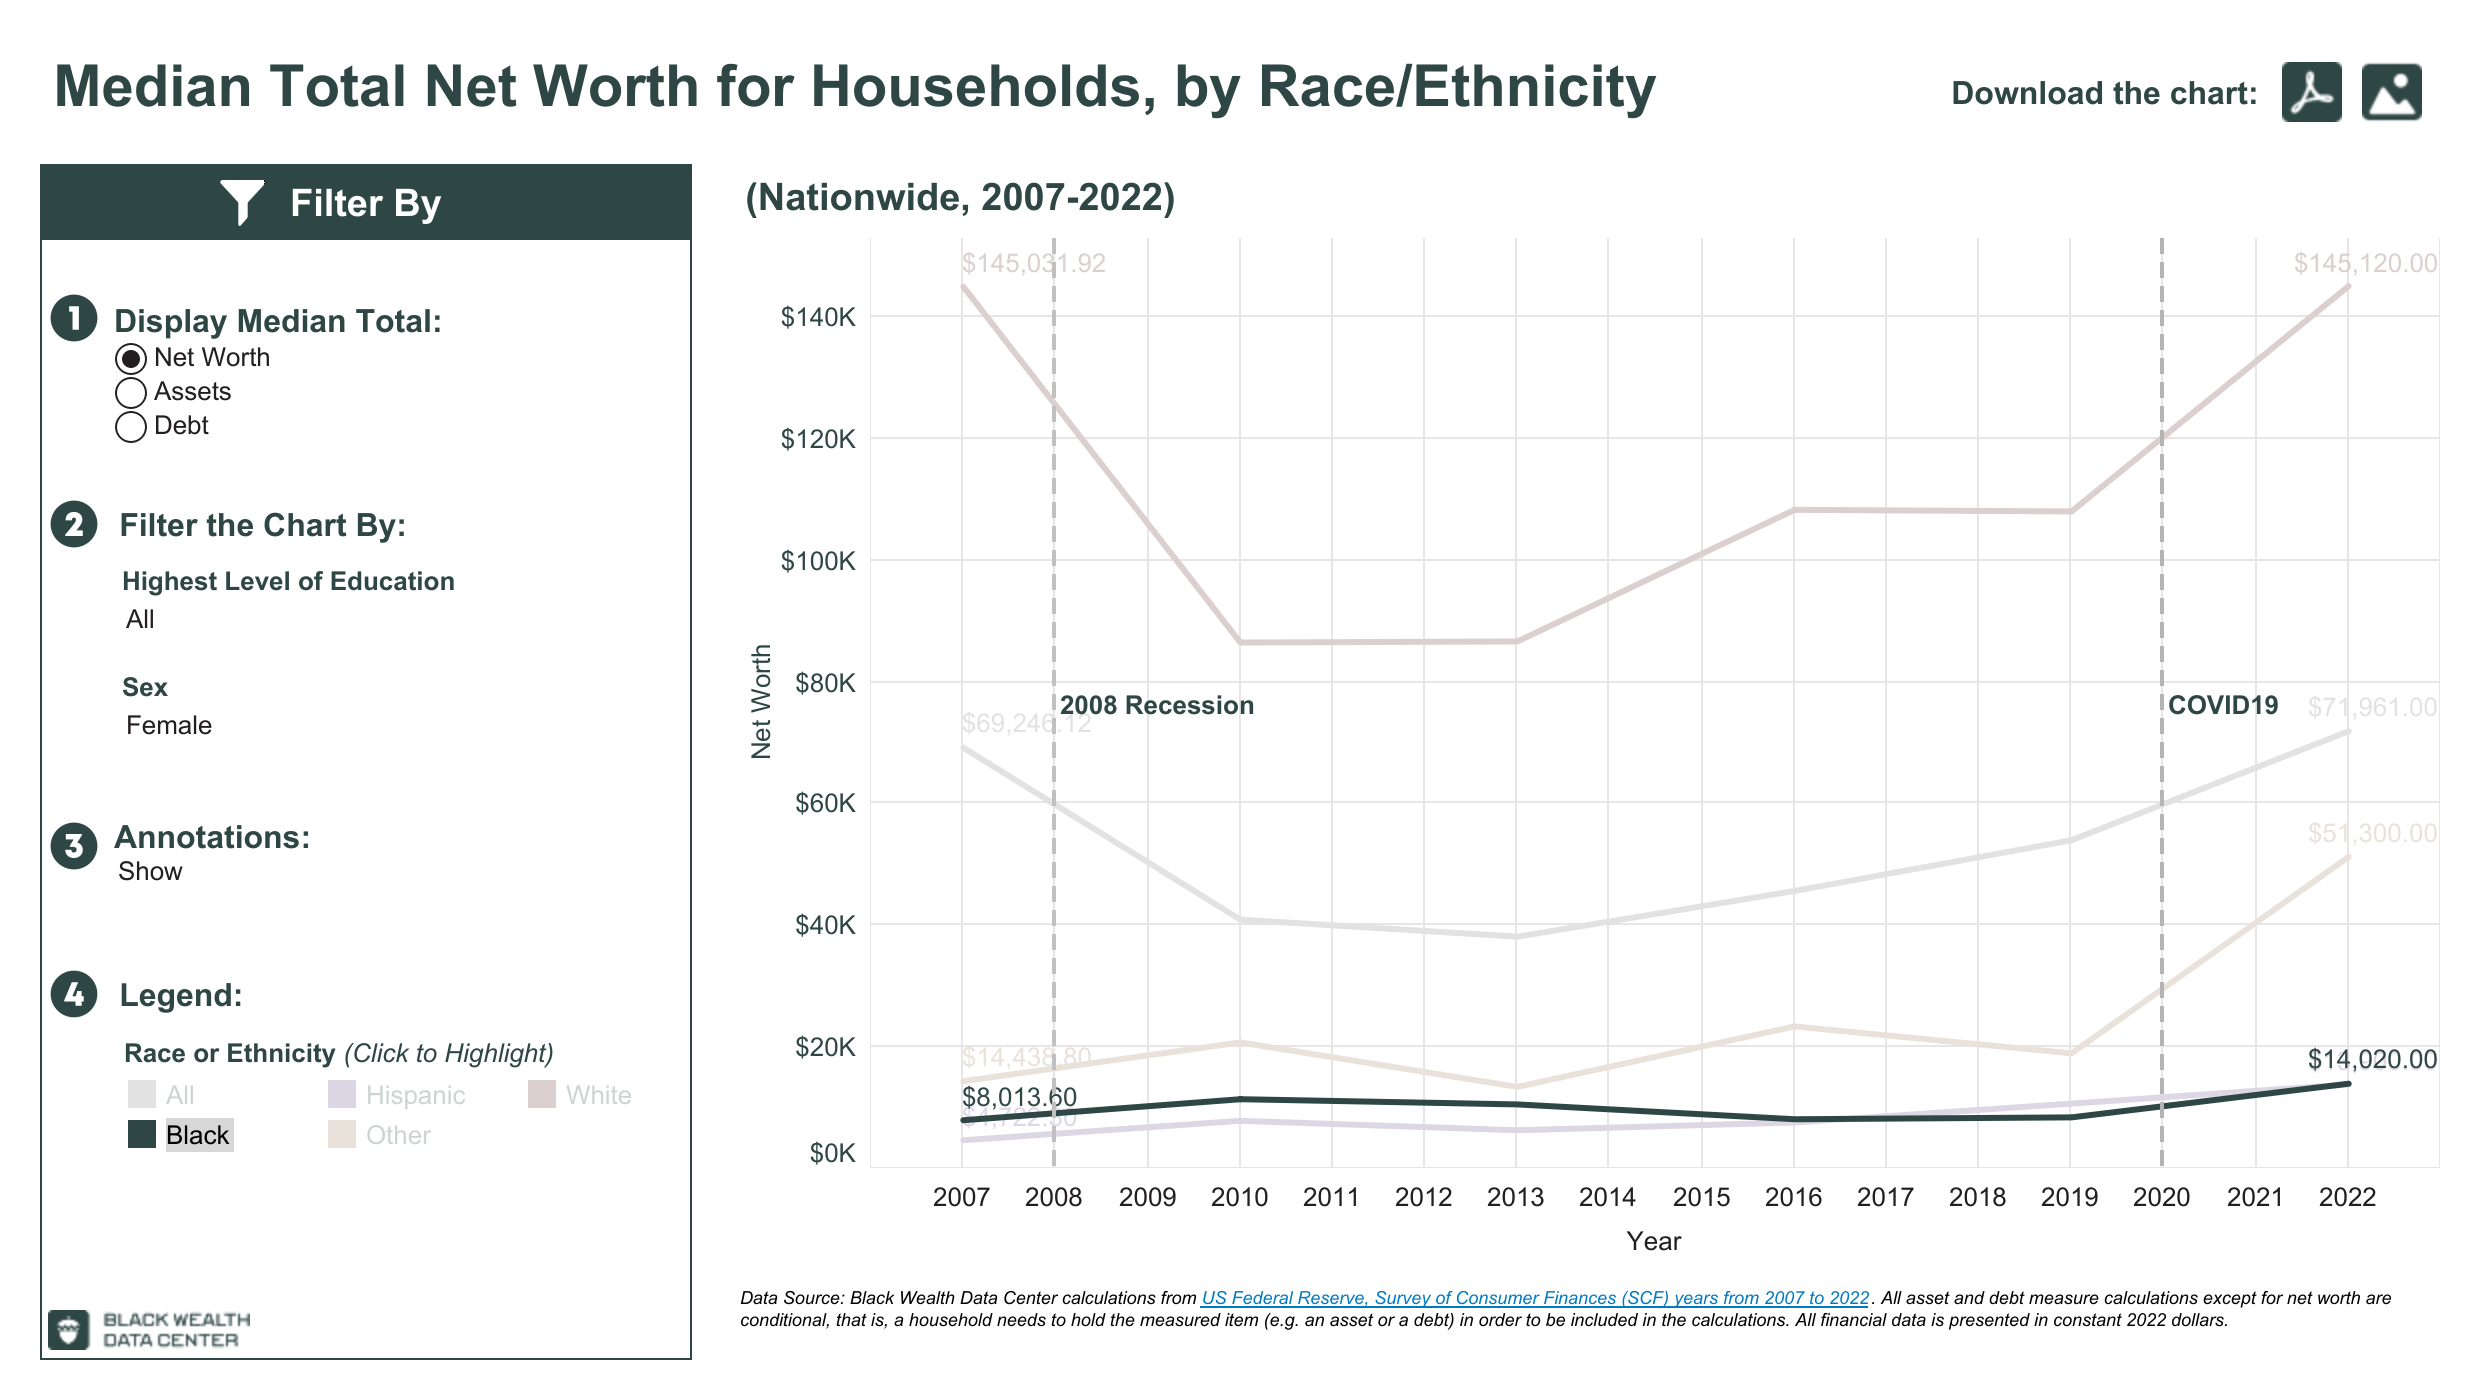 Median Total Net Worth for Households, by Race/Ethnicity
Download the chart:
Filter By
1 Display Median Total:
Net Worth
Assets
Debt
2 Filter the Chart By:
Highest Level of Education
All
Sex
Female
3 Annotations:
Show
4 Legend:
Race or Ethnicity (Click to Highlight)
All Hispanic White
Black Other
BLACK WEALTH
DATA CENTER
(Nationwide, 2007-2022)
$145,031.92 $145,120.00
$140K
$120K
$100K
$80K
2008 Recession COVID19 $71,961.00
$69,246.12
$60K
$51,300.00
$40K
$20K
$14,438.80 $14,020.00
$8,013.60
$4,722.30
$0K
Net Worth
2007 2008 2009 2010 2011 2012 2013 2014 2015 2016 2017 2018 2019 2020 2021 2022
Year
Data Source: Black Wealth Data Center calculations from US Federal Reserve, Survey of Consumer Finances (SCF) years from 2007 to 2022. All asset and debt measure calculations except for net worth are
conditional, that is, a household needs to hold the measured item (e.g. an asset or a debt) in order to be included in the calculations. All financial data is presented in constant 2022 dollars.